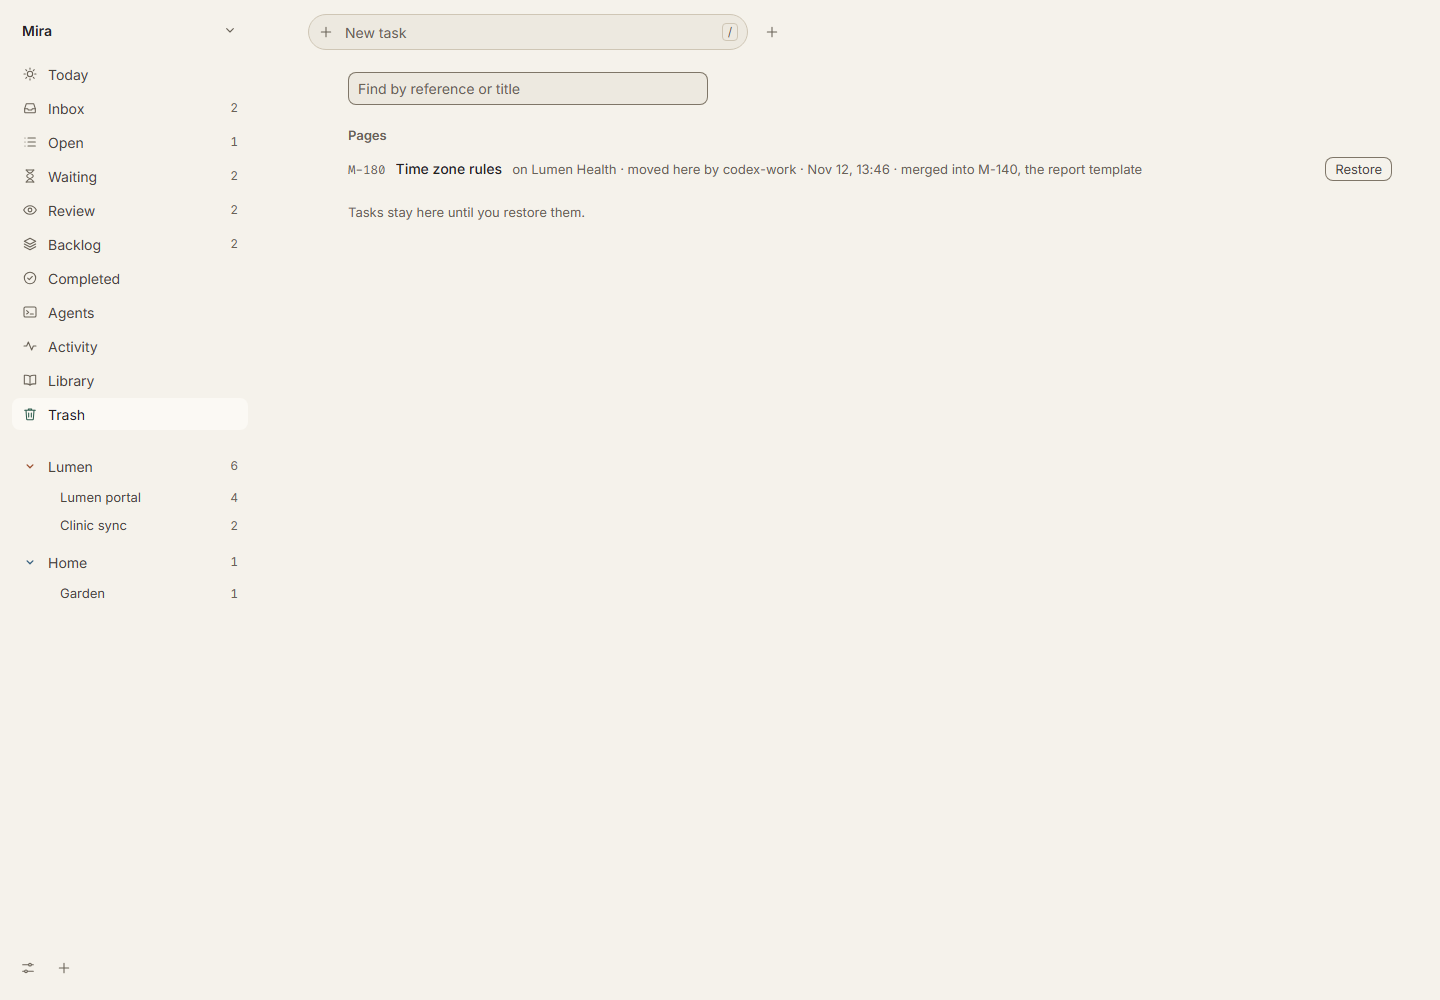 Mira
Today
Inbox 2
Open 1
Waiting 2
Review 2
Backlog 2
Completed
Agents
Activity
Library
Trash
Lumen 6
Lumen portal 4
Clinic sync 2
Home 1
Garden 1
New task /
Find by reference or title
Pages
M-180 Time zone rules on Lumen Health · moved here by codex-work · Nov 12, 13:46 · merged into M-140, the report template Restore
Tasks stay here until you restore them.